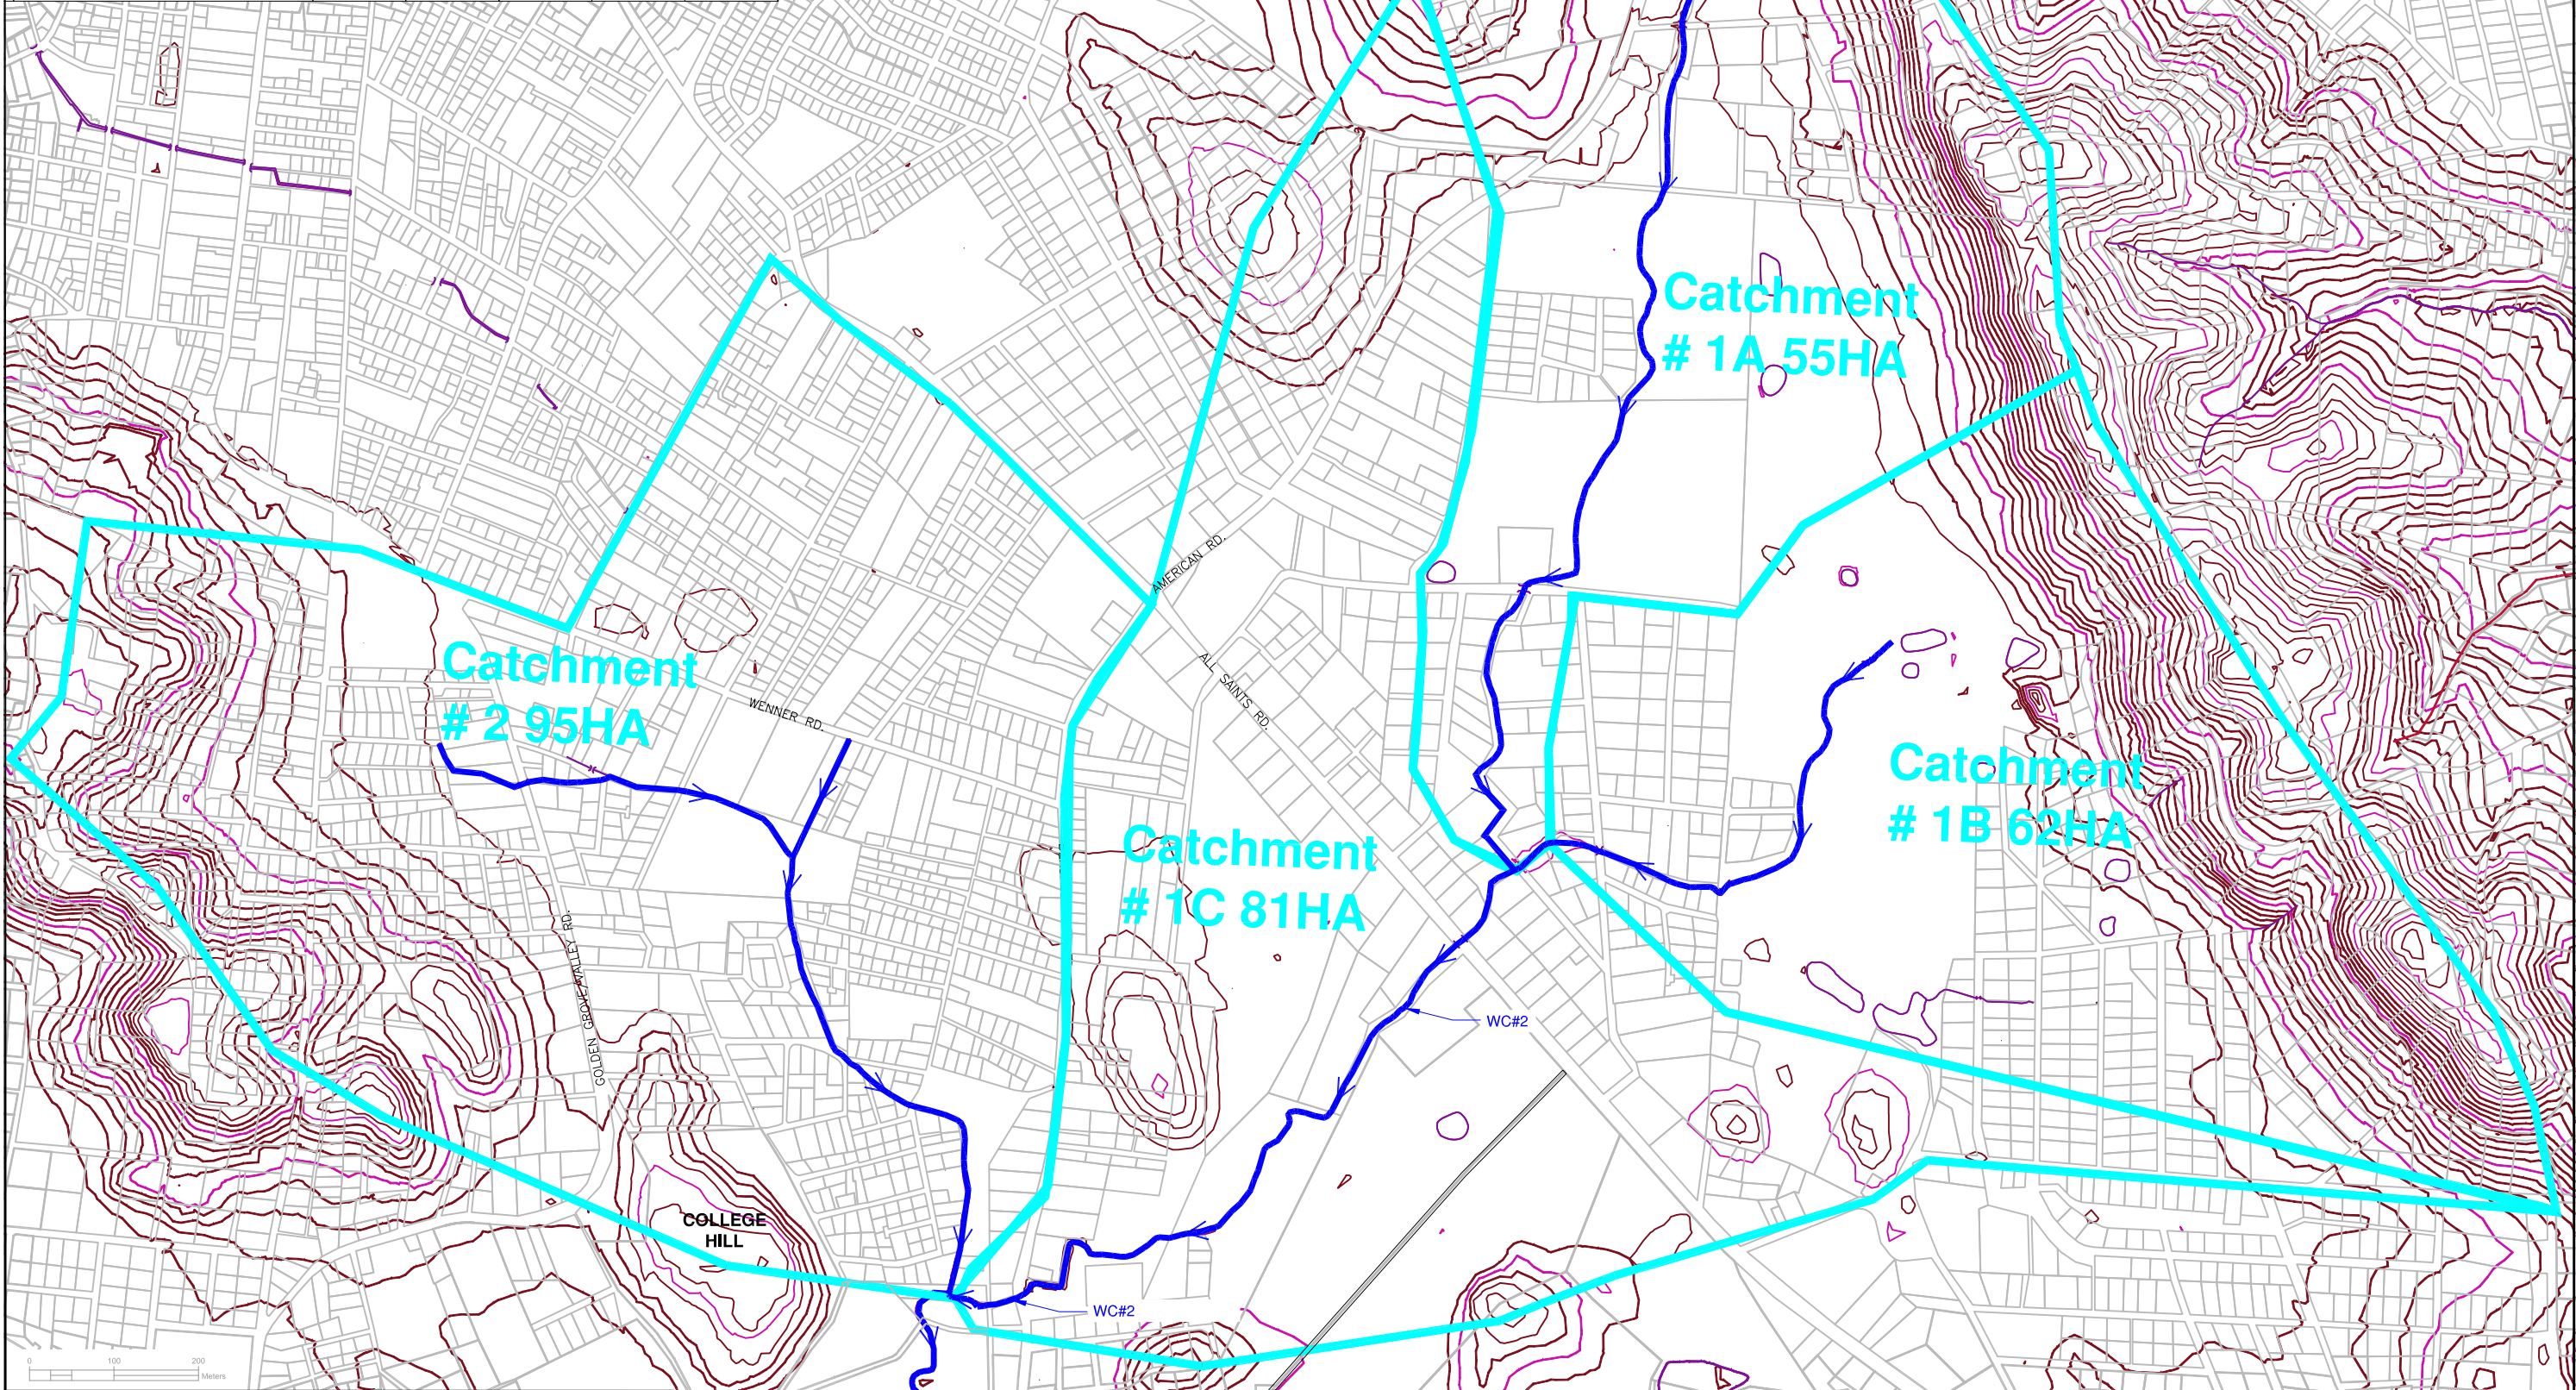 Catchment
# 1A 55HA
AMERICAN RD.
Catchment
# 2 95HA
ALL SAINTS RD.
WENNER RD.
Catchment
# 1B 62HA
Catchment
# 1C 81HA
GOLDEN GROVE/VALLEY RD.
WC#2
COLLEGE
HILL
WC#2
0 100 200
Meters